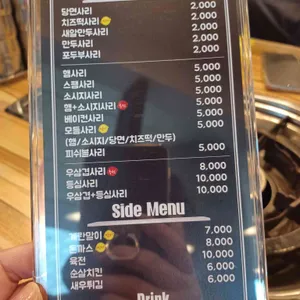 당면사리 2,000
치즈떡사리 2,000
새알만두사리 2,000
만두사리 2,000
포두부사리 2,000
햄사리 5,000
스팸사리 5,000
소시지사리 5,000
햄+소시지사리 5,000
베이컨사리 5,000
모듬사리 5,000
(햄/소시지/당면/치즈떡/만두)
피쉬볼사리 5,000
우삼겹사리 8,000
등심사리 10,000
우삼겹+등심사리 10,000
Side Menu
계란말이 7,000
8,000
육전 10,000
순살치킨 6,000
새우튀김 6,000
Drink